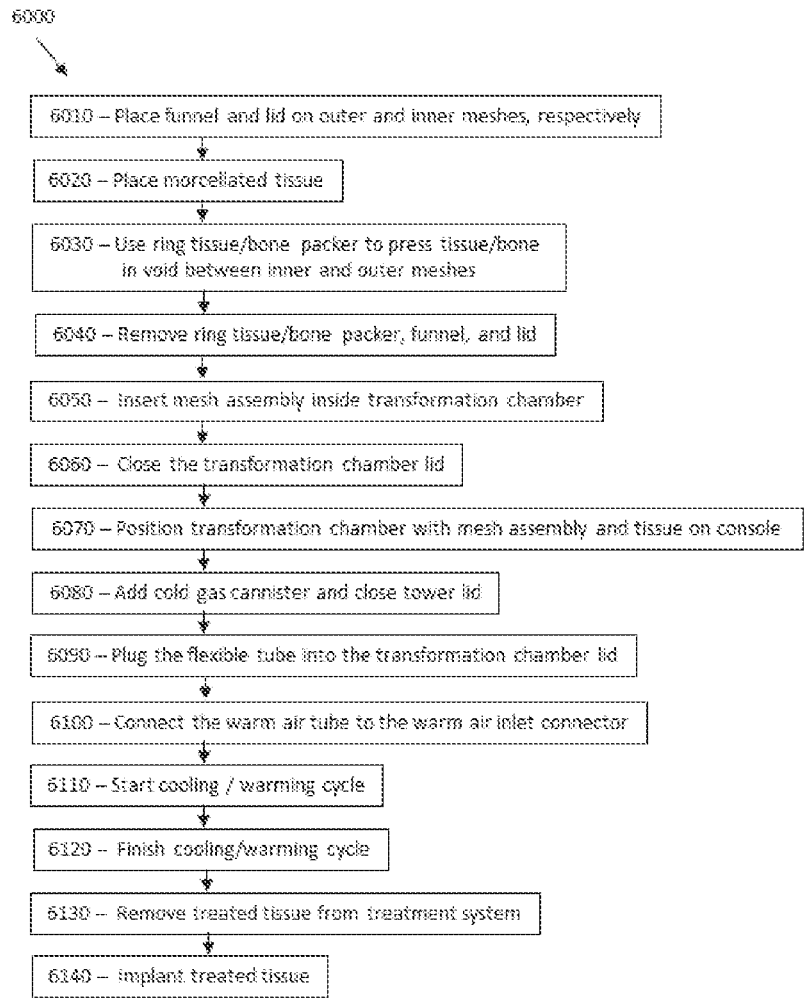 6000
6010 – Place funnel and lid on outer and inner meshes, respectively
6020 – Place morcellated tissue
6030 – Use ring tissue/bone packer to press tissue/bone
in void between inner and outer meshes
6040 – Remove ring tissue/bone packer, funnel, and lid
6050 – Insert mesh assembly inside transformation chamber
6060 – Close the transformation chamber lid
6070 – Position transformation chamber with mesh assembly and tissue on console
6080 – Add cold gas cannister and close tower lid
6090 – Plug the flexible tube into the transformation chamber lid
6100 – Connect the warm air tube to the warm air inlet connector
6110 – Start cooling / warming cycle
6120 – Finish cooling/warming cycle
6130 – Remove treated tissue from treatment system
6140 – Implant treated tissue